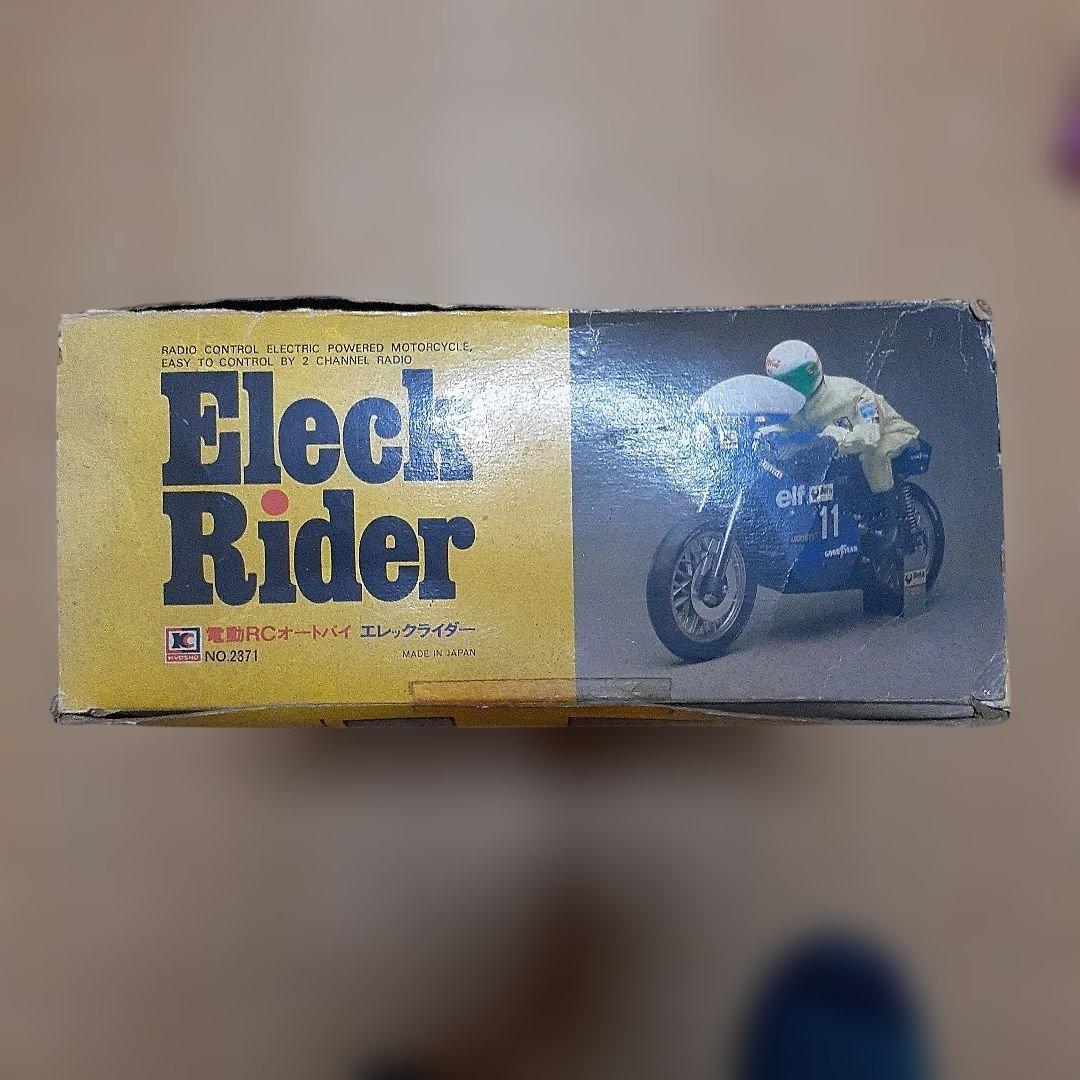 RADIO CONTROL ELECTRIC POWERED MOTORCYCLE,
EASY TO CONTROL BY 2 CHANNEL RADIO
Eleck
Rider
KYOSHO
電動RCオートバイ エレックライダー
NO.2371
MADE IN JAPAN
elf
11
GOODYEAR